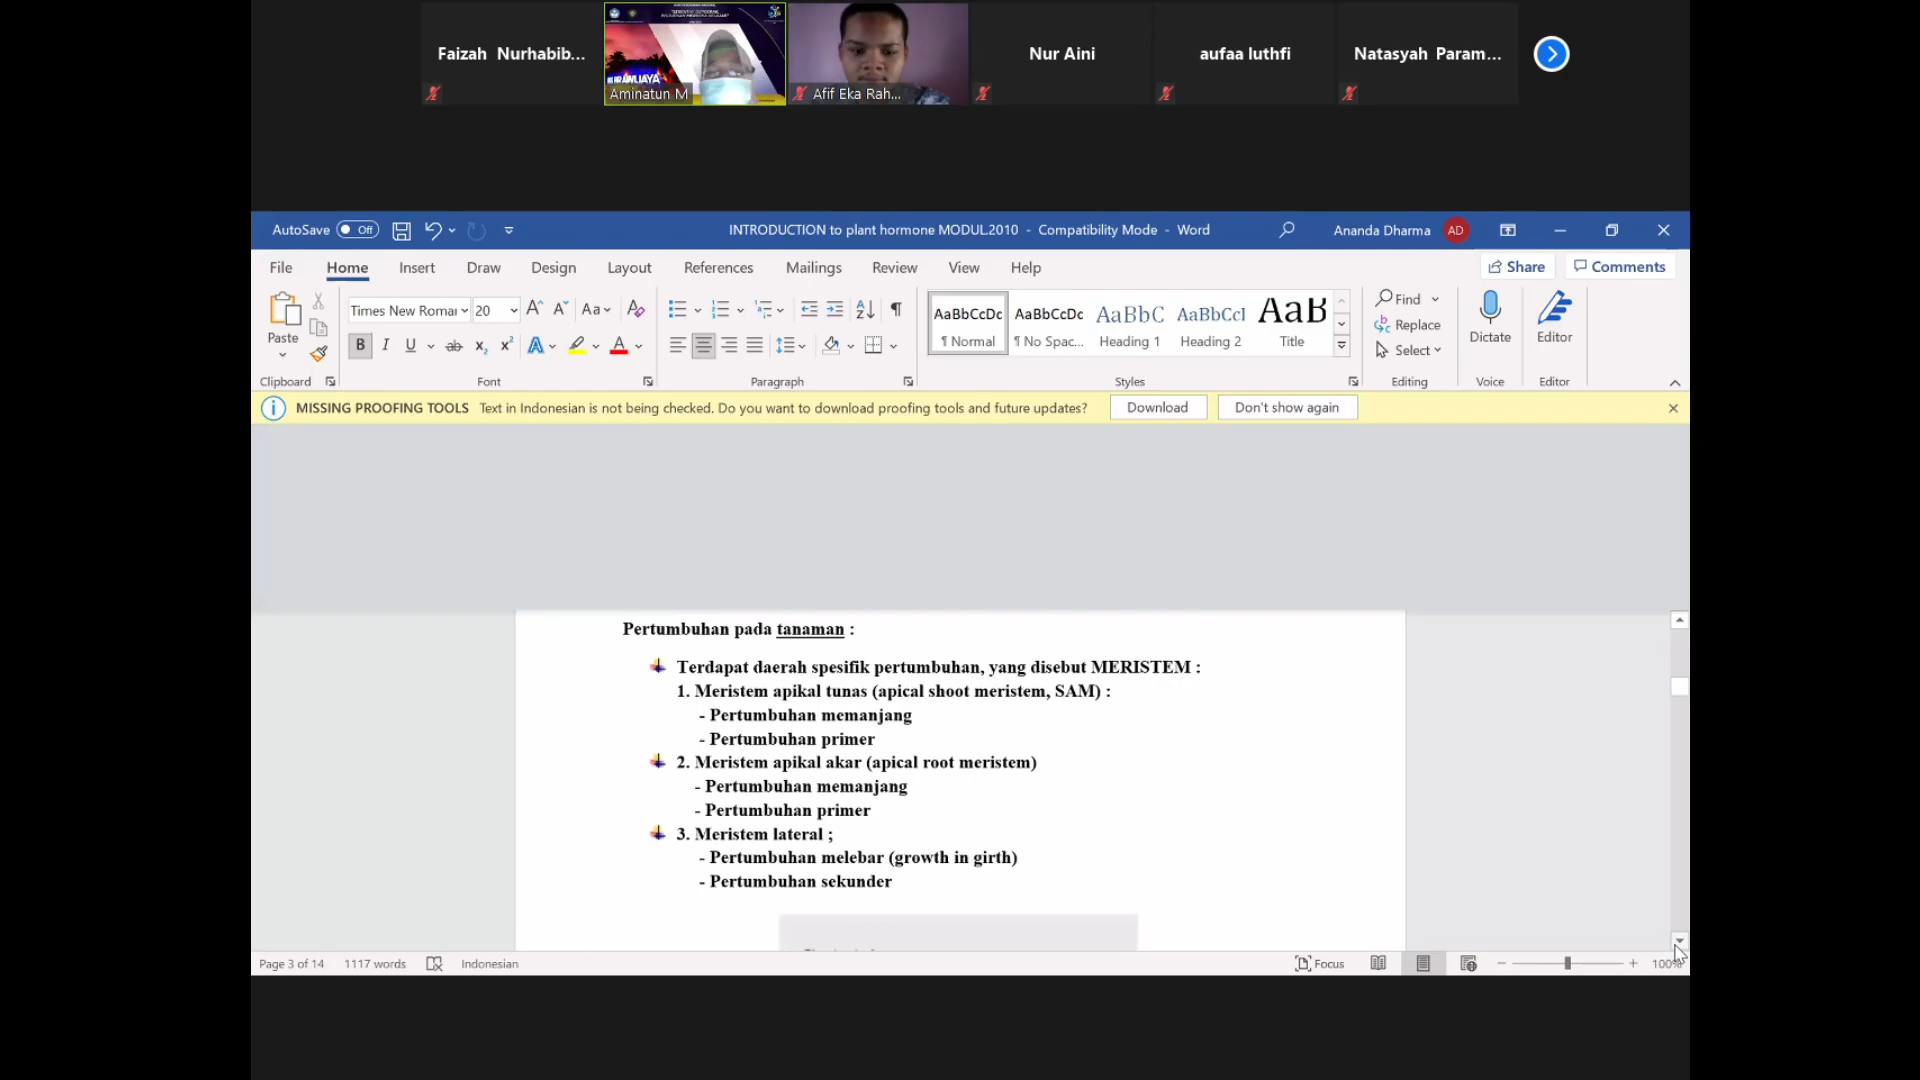 Faizah Nurhabib...
Aminatun M
Afif Eka Rah...
Nur Aini
aufaa luthfi
Natasyah Param...
AutoSave Off
INTRODUCTION to plant hormone MODUL.2010 - Compatibility Mode - Word
Ananda Dharma AD
File Home Insert Draw Design Layout References Mailings Review View Help
Share Comments
Paste
Clipboard
Times New Romar 20
Font
Paragraph
AaBbCcDc AaBbCcDc AaBbC AaBbCcI AaB
¶ Normal ¶ No Spac... Heading 1 Heading 2 Title
Styles
Find
Replace
Select
Editing
Dictate
Voice
Editor
Editor
MISSING PROOFING TOOLS Text in Indonesian is not being checked. Do you want to download proofing tools and future updates? Download Don't show again
Pertumbuhan pada tanaman :
Terdapat daerah spesifik pertumbuhan, yang disebut MERISTEM :
1. Meristem apikal tunas (apical shoot meristem, SAM) :
- Pertumbuhan memanjang
- Pertumbuhan primer
2. Meristem apikal akar (apical root meristem)
- Pertumbuhan memanjang
- Pertumbuhan primer
3. Meristem lateral ;
- Pertumbuhan melebar (growth in girth)
- Pertumbuhan sekunder
Page 3 of 14 1117 words Indonesian
Focus 100%